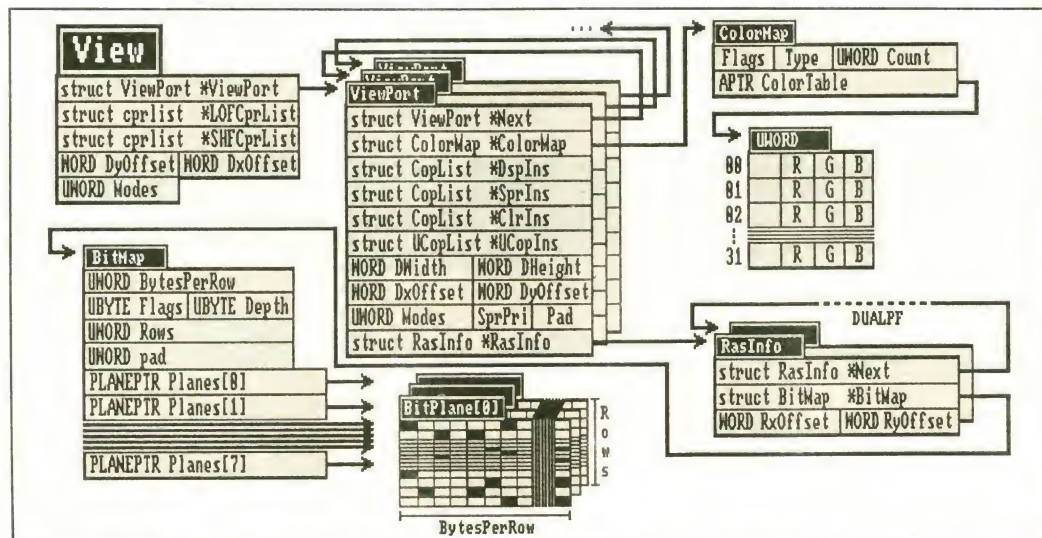 View
struct ViewPort *ViewPort
struct cprlist *LOFCprList
struct cprlist *SHFCprList
WORD DyOffset WORD DxOffset
UWORD Modes
ViewPort
ViewPort
ViewPort
struct ViewPort *Next
struct ColorMap *ColorMap
struct CopList *DspIns
struct CopList *SprIns
struct CopList *ClrIns
struct UCopList *UCopIns
WORD DWidth WORD DHeight
WORD DxOffset WORD DyOffset
UWORD Modes SprPri Pad
struct RasInfo *RasInfo
ColorMap
Flags Type UWORD Count
APTR ColorTable
UWORD
00 R G B
01 R G B
02 R G B
31 R G B
BitMap
UWORD BytesPerRow
UBYTE Flags UBYTE Depth
UWORD Rows
UWORD pad
PLANEPTR Planes[0]
PLANEPTR Planes[1]
PLANEPTR Planes[7]
BitPlane[0]
Rows
BytesPerRow
DUALPF
RasInfo
struct RasInfo *Next
struct BitMap *BitMap
WORD RxOffset WORD RyOffset